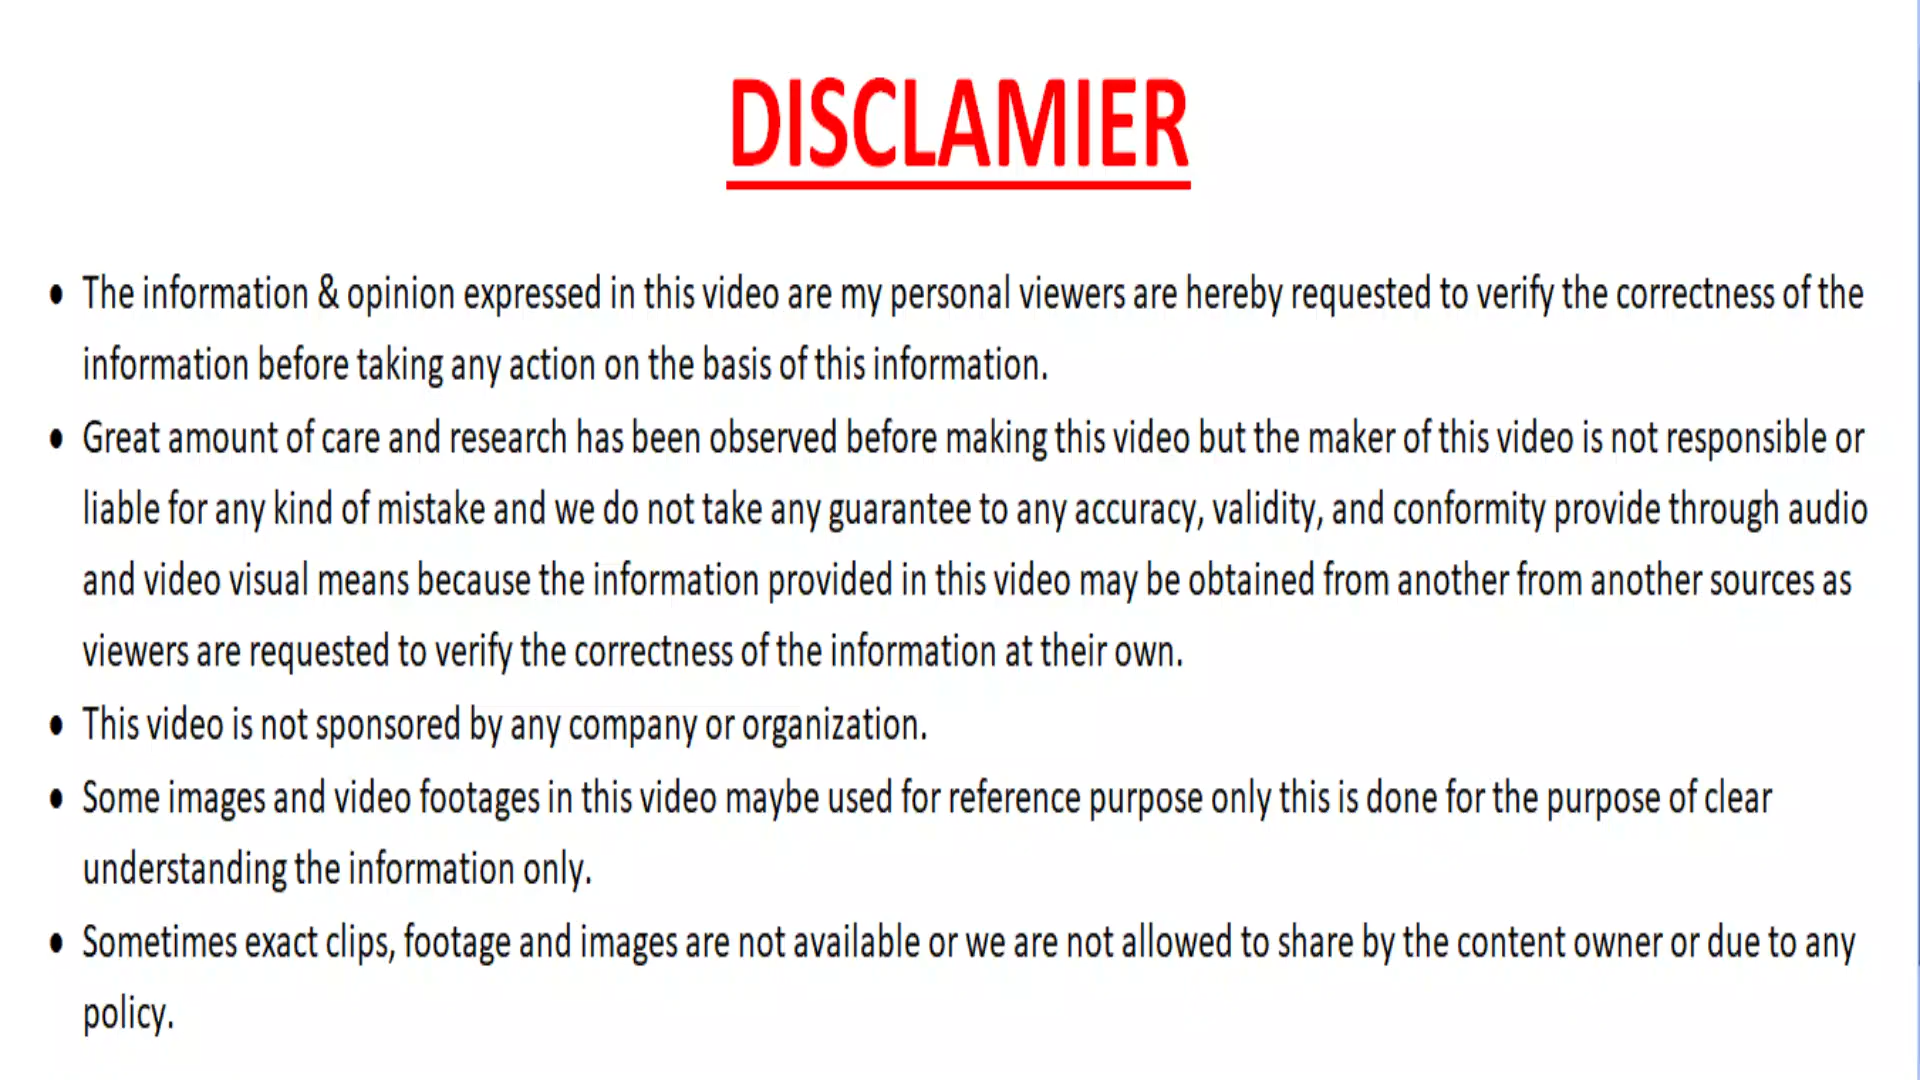 DISCLAMIER
• The information & opinion expressed in this video are my personal viewers are hereby requested to verify the correctness of the
information before taking any action on the basis of this information.
• Great amount of care and research has been observed before making this video but the maker of this video is not responsible or
liable for any kind of mistake and we do not take any guarantee to any accuracy, validity, and conformity provide through audio
and video visual means because the information provided in this video may be obtained from another from another sources as
viewers are requested to verify the correctness of the information at their own.
• This video is not sponsored by any company or organization.
• Some images and video footages in this video maybe used for reference purpose only this is done for the purpose of clear
understanding the information only.
• Sometimes exact clips, footage and images are not available or we are not allowed to share by the content owner or due to any
policy.